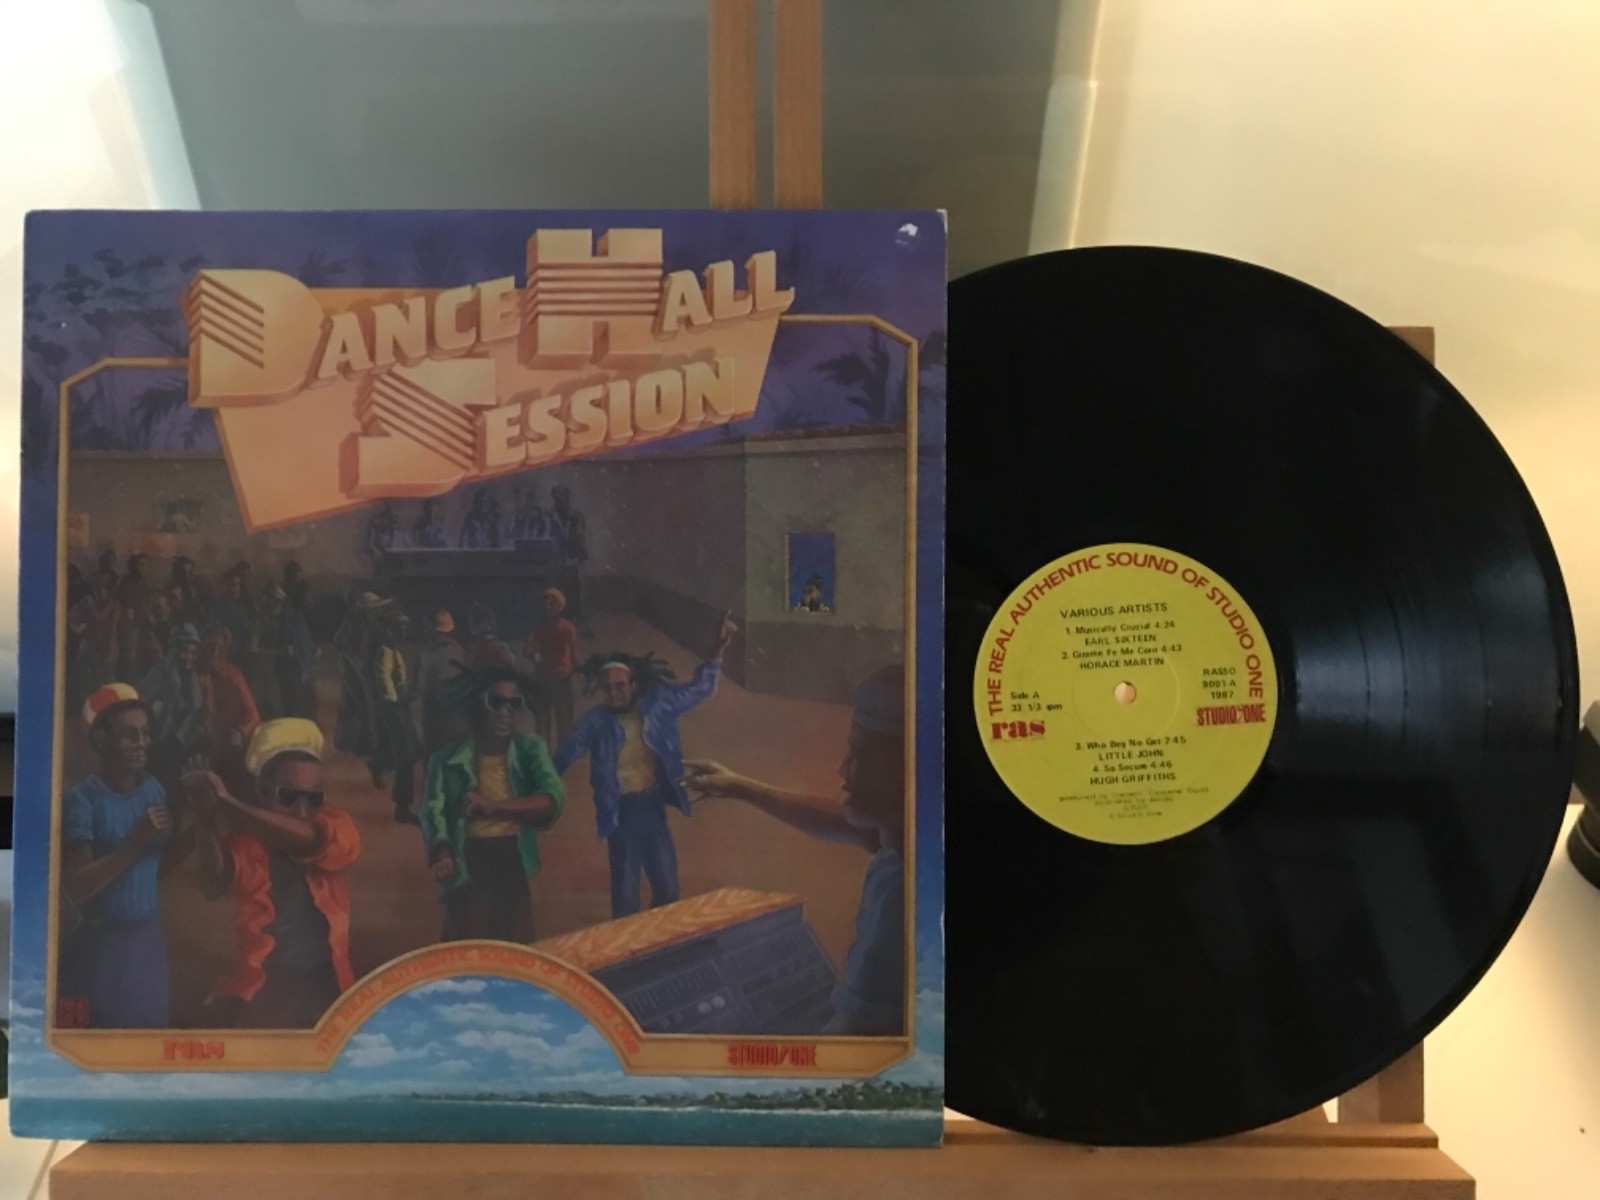 DANCE HALL
SESSION
THE REAL AUTHENTIC SOUND OF STUDIO ONE
ras
STUDIO ONE
THE REAL AUTHENTIC SOUND OF STUDIO ONE
VARIOUS ARTISTS
1. Musically Crucial 4:24
EARL SIXTEEN
2. Gimme Fe Me Cont 4:43
HORACE MARTIN
Side A
33 1/3 rpm
RASSO
9001-A
1987
ras
STUDIO ONE
3. Who Beg No Get 2:45
LITTLE JOHN
4. So Secure 4:46
HUGH GRIFFITHS